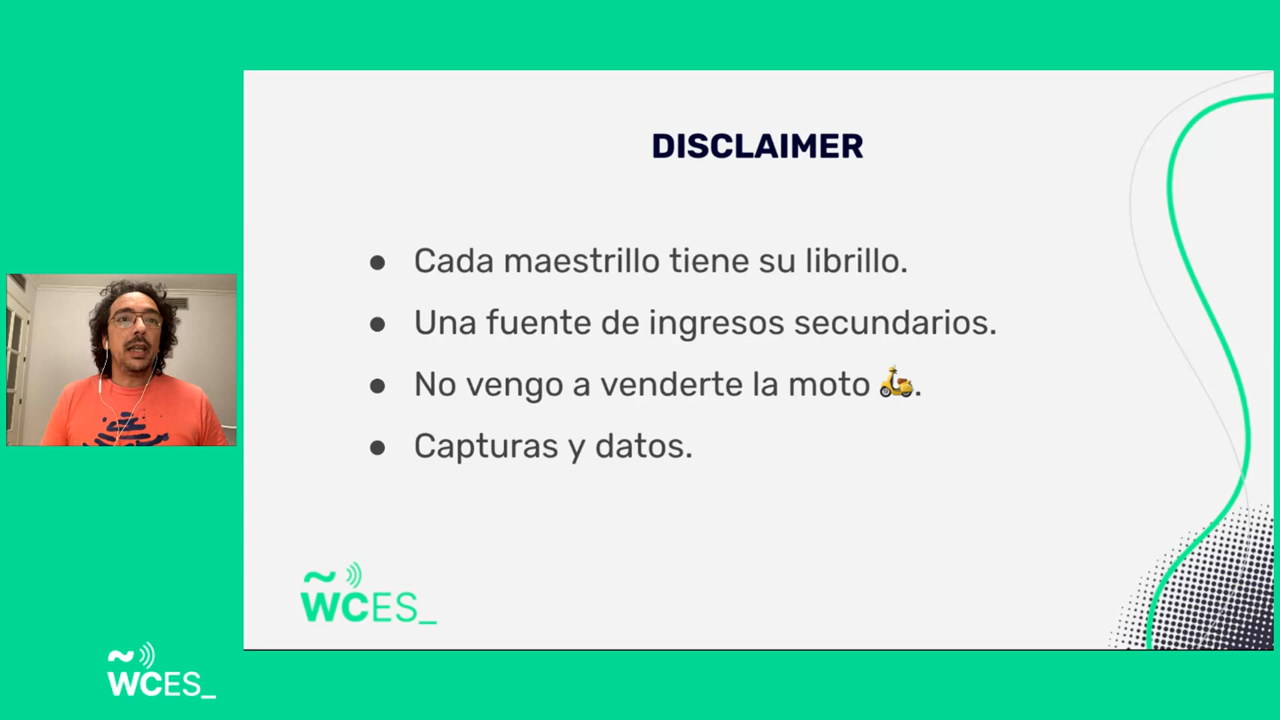 DISCLAIMER
● Cada maestrillo tiene su librillo.
● Una fuente de ingresos secundarios.
● No vengo a venderte la moto 🛵.
● Capturas y datos.
WCES_
WCES_